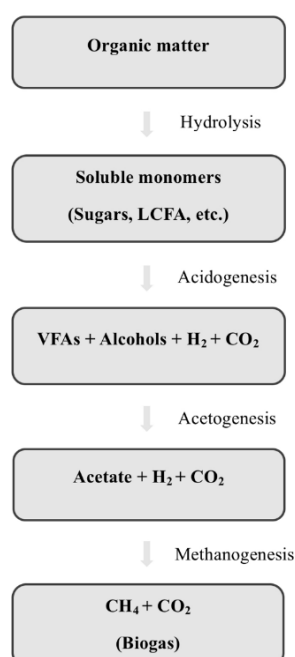 Organic matter
Hydrolysis
Soluble monomers
(Sugars, LCFA, etc.)
Acidogenesis
VFAs + Alcohols + H₂ + CO₂
Acetogenesis
Acetate + H₂ + CO₂
Methanogenesis
CH₄ + CO₂
(Biogas)